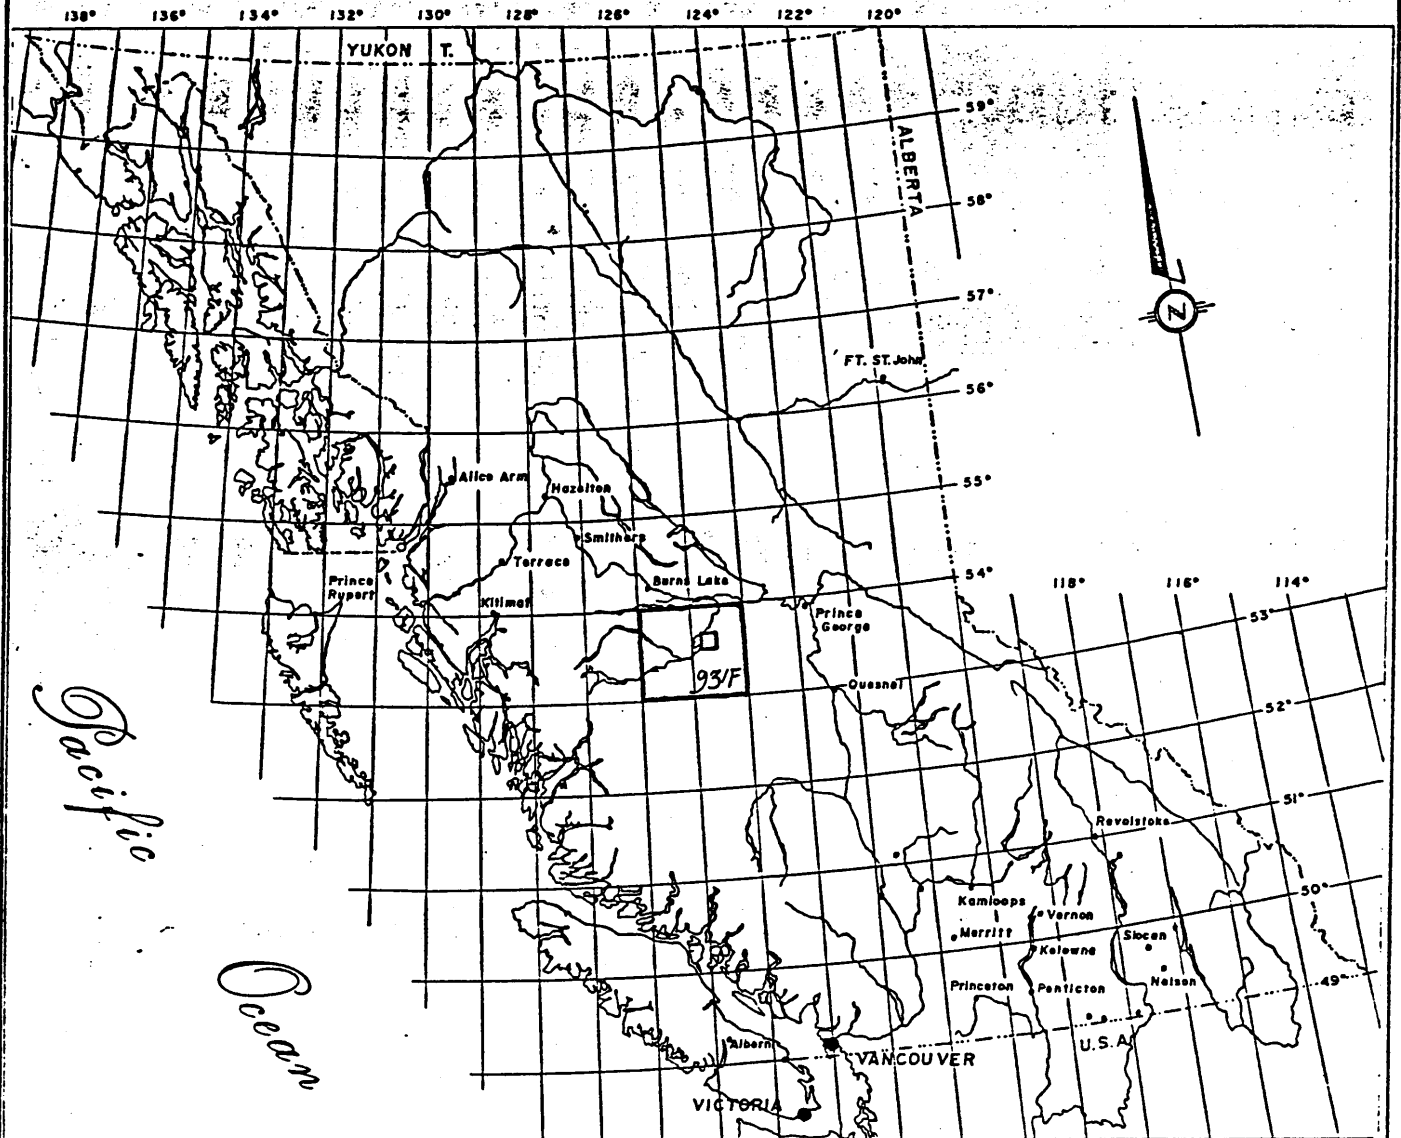 138° 136° 134° 132° 130° 128° 126° 124° 122° 120°
YUKON T.
59°
ALBERTA
58°
57°
FT. ST. John
56°
Alice Arm
55°
Hazelton
Smithers
Terrace
54°
Prince
Rupert
Burns Lake
118° 116° 114°
Kitimat
Prince
George
53°
93/F
Quesnel
52°
Pacific
51°
Revelstoke
50°
Kamloops
Vernon
Merritt
Slocan
Kelowna
Ocean
Princeton
Penticton
Nelson
49°
Alberni
U.S.A.
VANCOUVER
VICTORIA
N